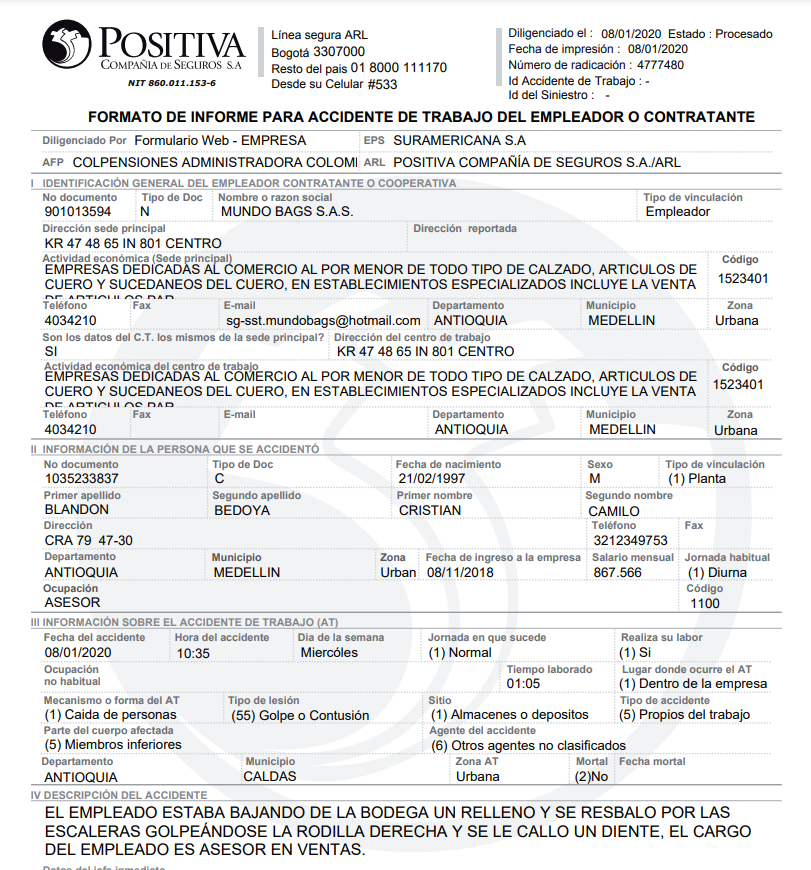 POSITIVA
COMPAÑÍA DE SEGUROS S.A
NIT 860.011.153-6
Línea segura ARL
Bogotá 3307000
Resto del pais 01 8000 111170
Desde su Celular #533
Diligenciado el : 08/01/2020 Estado : Procesado
Fecha de impresión : 08/01/2020
Número de radicación : 4777480
Id Accidente de Trabajo : -
Id del Siniestro : -
FORMATO DE INFORME PARA ACCIDENTE DE TRABAJO DEL EMPLEADOR O CONTRATANTE
Diligenciado Por Formulario Web - EMPRESA EPS SURAMERICANA S.A
AFP COLPENSIONES ADMINISTRADORA COLOMI ARL POSITIVA COMPAÑÍA DE SEGUROS S.A./ARL
I IDENTIFICACIÓN GENERAL DEL EMPLEADOR CONTRATANTE O COOPERATIVA
No documento Tipo de Doc Nombre o razon social Tipo de vinculación
901013594 N MUNDO BAGS S.A.S. Empleador
Dirección sede principal Dirección reportada
KR 47 48 65 IN 801 CENTRO
Actividad económica (Sede principal) Código
EMPRESAS DEDICADAS AL COMERCIO AL POR MENOR DE TODO TIPO DE CALZADO, ARTICULOS DE
CUERO Y SUCEDANEOS DEL CUERO, EN ESTABLECIMIENTOS ESPECIALIZADOS INCLUYE LA VENTA 1523401
DE ARTICULOS PAR
Teléfono Fax E-mail Departamento Municipio Zona
4034210 sg-sst.mundobags@hotmail.com ANTIOQUIA MEDELLIN Urbana
Son los datos del C.T. los mismos de la sede principal? Dirección del centro de trabajo
SI KR 47 48 65 IN 801 CENTRO
Actividad económica del centro de trabajo Código
EMPRESAS DEDICADAS AL COMERCIO AL POR MENOR DE TODO TIPO DE CALZADO, ARTICULOS DE
CUERO Y SUCEDANEOS DEL CUERO, EN ESTABLECIMIENTOS ESPECIALIZADOS INCLUYE LA VENTA 1523401
DE ARTICULOS PAR
Teléfono Fax E-mail Departamento Municipio Zona
4034210 ANTIOQUIA MEDELLIN Urbana
II INFORMACIÓN DE LA PERSONA QUE SE ACCIDENTÓ
No documento Tipo de Doc Fecha de nacimiento Sexo Tipo de vinculación
1035233837 C 21/02/1997 M (1) Planta
Primer apellido Segundo apellido Primer nombre Segundo nombre
BLANDON BEDOYA CRISTIAN CAMILO
Dirección Teléfono Fax
CRA 79 47-30 3212349753
Departamento Municipio Zona Fecha de ingreso a la empresa Salario mensual Jornada habitual
ANTIOQUIA MEDELLIN Urban 08/11/2018 867.566 (1) Diurna
Ocupación Código
ASESOR 1100
III INFORMACIÓN SOBRE EL ACCIDENTE DE TRABAJO (AT)
Fecha del accidente Hora del accidente Dia de la semana Jornada en que sucede Realiza su labor
08/01/2020 10:35 Miercóles (1) Normal (1) Si
Ocupación Tiempo laborado Lugar donde ocurre el AT
no habitual 01:05 (1) Dentro de la empresa
Mecanismo o forma del AT Tipo de lesión Sitio Tipo de accidente
(1) Caida de personas (55) Golpe o Contusión (1) Almacenes o depositos (5) Propios del trabajo
Parte del cuerpo afectada Agente del accidente
(5) Miembros inferiores (6) Otros agentes no clasificados
Departamento Municipio Zona AT Mortal Fecha mortal
ANTIOQUIA CALDAS Urbana (2)No
IV DESCRIPCIÓN DEL ACCIDENTE
EL EMPLEADO ESTABA BAJANDO DE LA BODEGA UN RELLENO Y SE RESBALO POR LAS
ESCALERAS GOLPEÁNDOSE LA RODILLA DERECHA Y SE LE CALLO UN DIENTE, EL CARGO
DEL EMPLEADO ES ASESOR EN VENTAS.
Datos del jefe inmediato